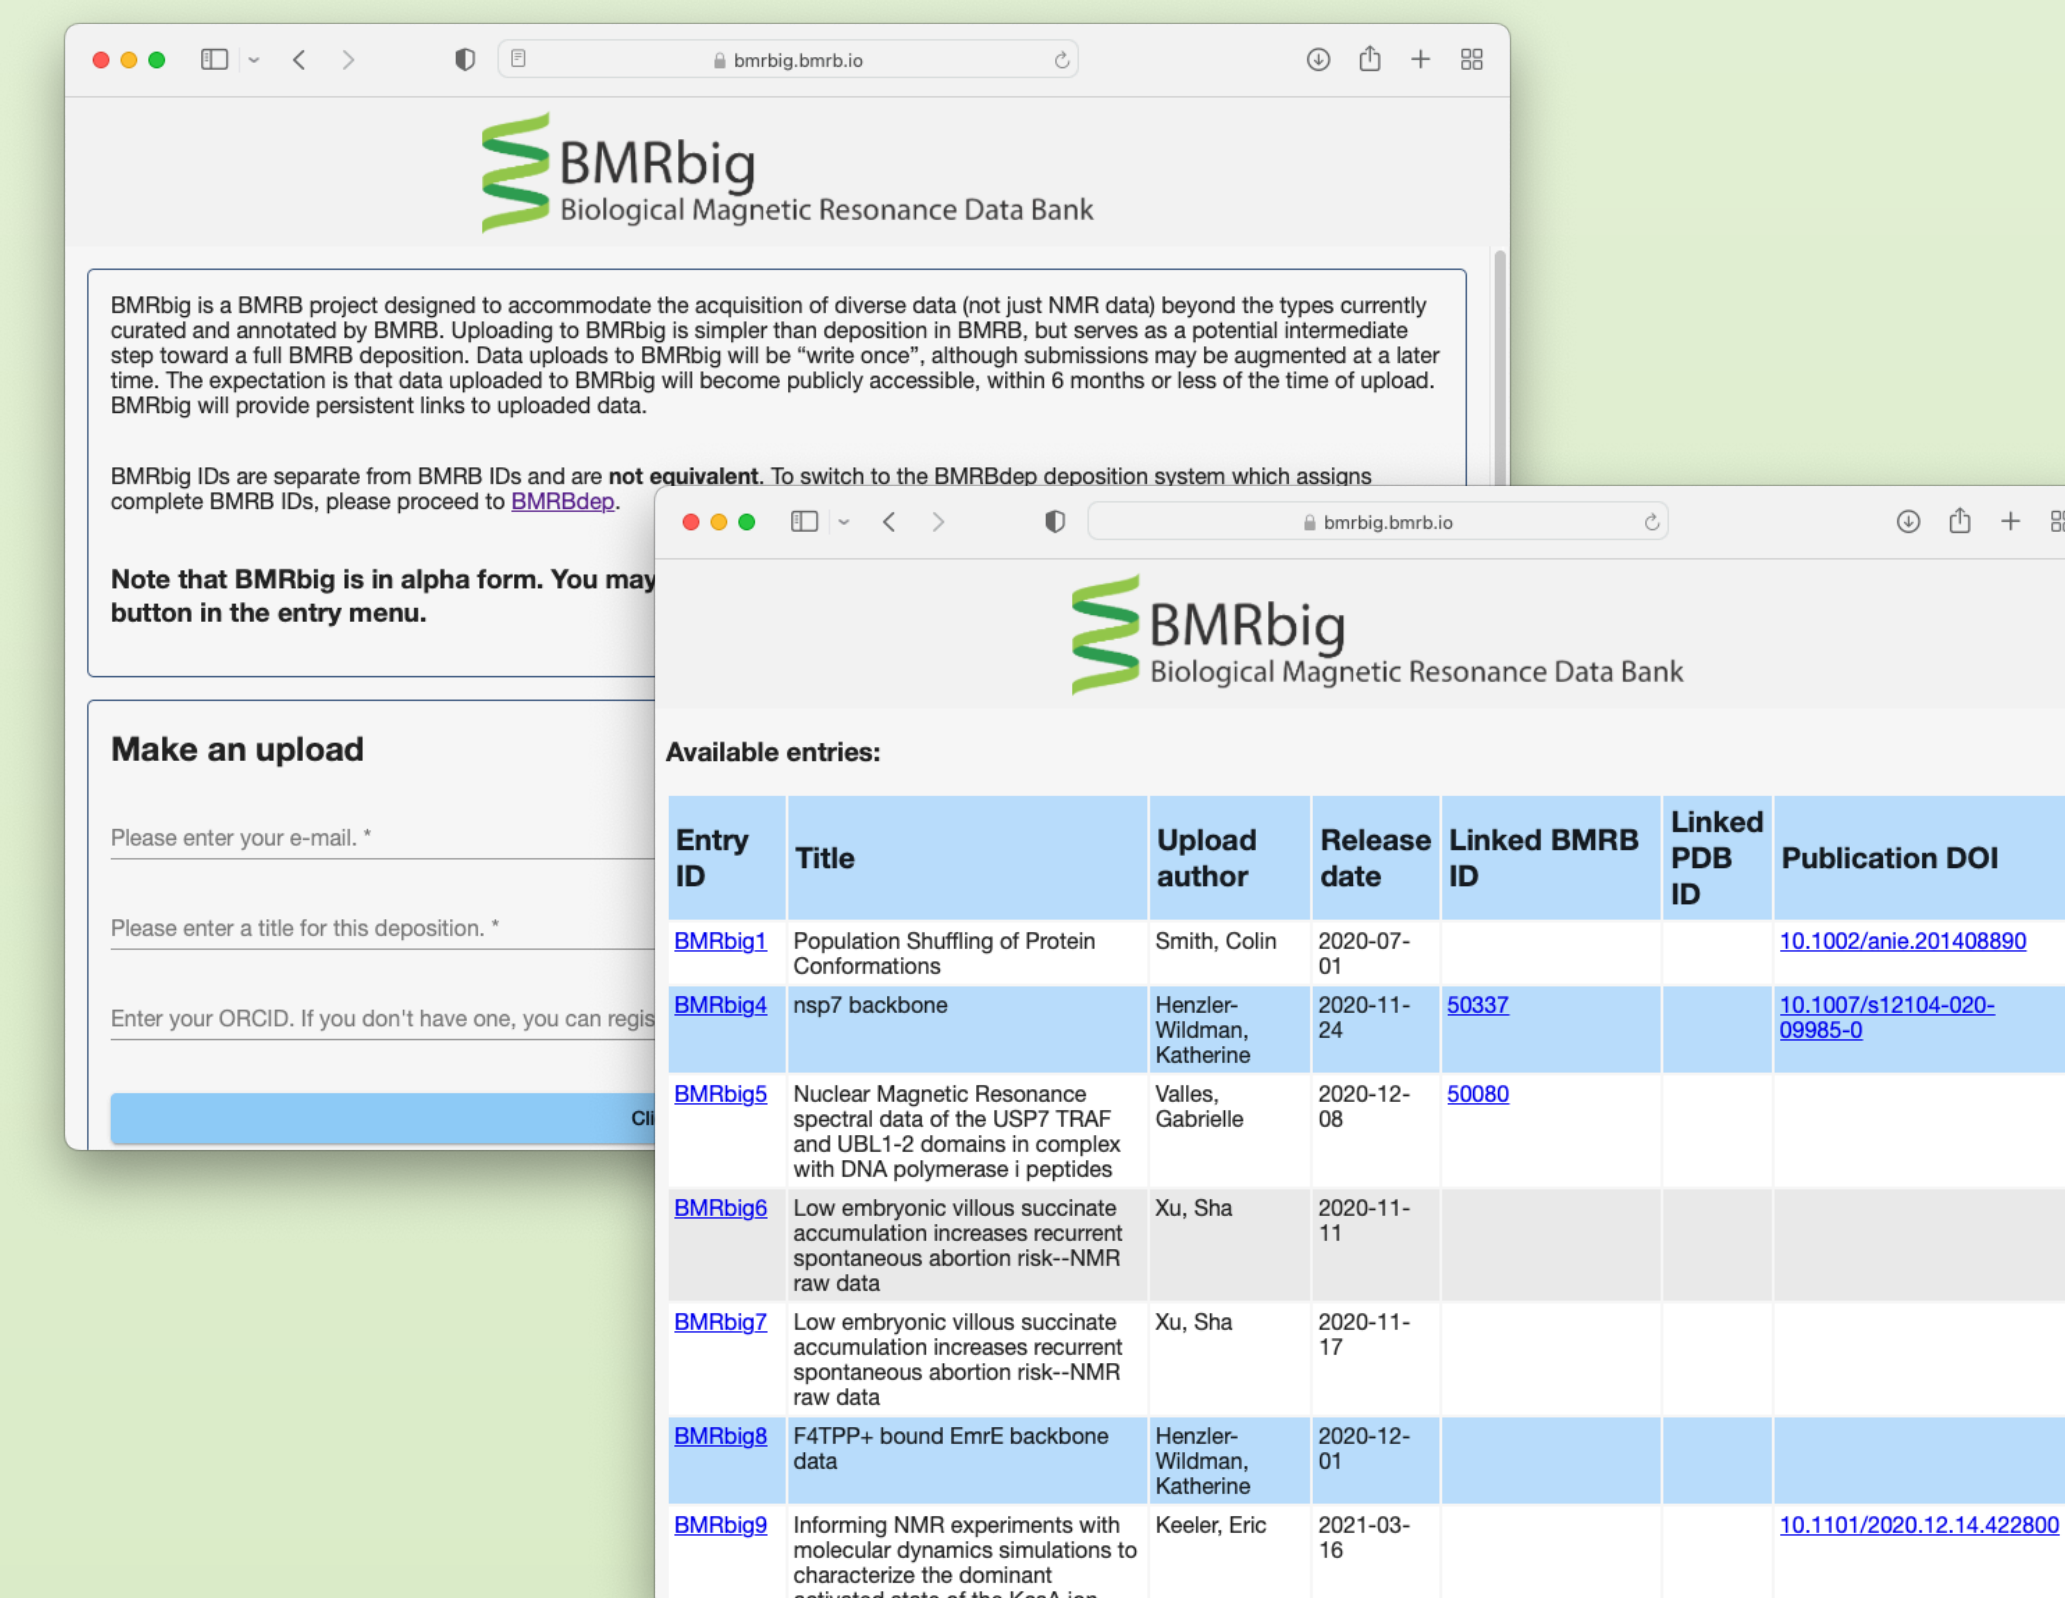 bmrbig.bmrb.io
BMRbig
Biological Magnetic Resonance Data Bank
BMRbig is a BMRB project designed to accommodate the acquisition of diverse data (not just NMR data) beyond the types currently
curated and annotated by BMRB. Uploading to BMRbig is simpler than deposition in BMRB, but serves as a potential intermediate
step toward a full BMRB deposition. Data uploads to BMRbig will be “write once”, although submissions may be augmented at a later
time. The expectation is that data uploaded to BMRbig will become publicly accessible, within 6 months or less of the time of upload.
BMRbig will provide persistent links to uploaded data.
BMRbig IDs are separate from BMRB IDs and are not equivalent. To switch to the BMRBdep deposition system which assigns
complete BMRB IDs, please proceed to BMRBdep.
Note that BMRbig is in alpha form. You may
button in the entry menu.
Make an upload
Please enter your e-mail. *
Please enter a title for this deposition. *
Enter your ORCID. If you don't have one, you can regis
Cli
bmrbig.bmrb.io
BMRbig
Biological Magnetic Resonance Data Bank
Available entries:
Entry ID Title Upload author Release date Linked BMRB ID Linked PDB ID Publication DOI
BMRbig1 Population Shuffling of Protein Smith, Colin 2020-07- 10.1002/anie.201408890
Conformations 01
BMRbig4 nsp7 backbone Henzler- 2020-11- 50337 10.1007/s12104-020-
Wildman, 24 09985-0
Katherine
BMRbig5 Nuclear Magnetic Resonance Valles, 2020-12- 50080
spectral data of the USP7 TRAF Gabrielle 08
and UBL1-2 domains in complex
with DNA polymerase i peptides
BMRbig6 Low embryonic villous succinate Xu, Sha 2020-11-
accumulation increases recurrent 11
spontaneous abortion risk--NMR
raw data
BMRbig7 Low embryonic villous succinate Xu, Sha 2020-11-
accumulation increases recurrent 17
spontaneous abortion risk--NMR
raw data
BMRbig8 F4TPP+ bound EmrE backbone Henzler- 2020-12-
data Wildman, 01
Katherine
BMRbig9 Informing NMR experiments with Keeler, Eric 2021-03- 10.1101/2020.12.14.422800
molecular dynamics simulations to 16
characterize the dominant
activated state of the KcsA ion